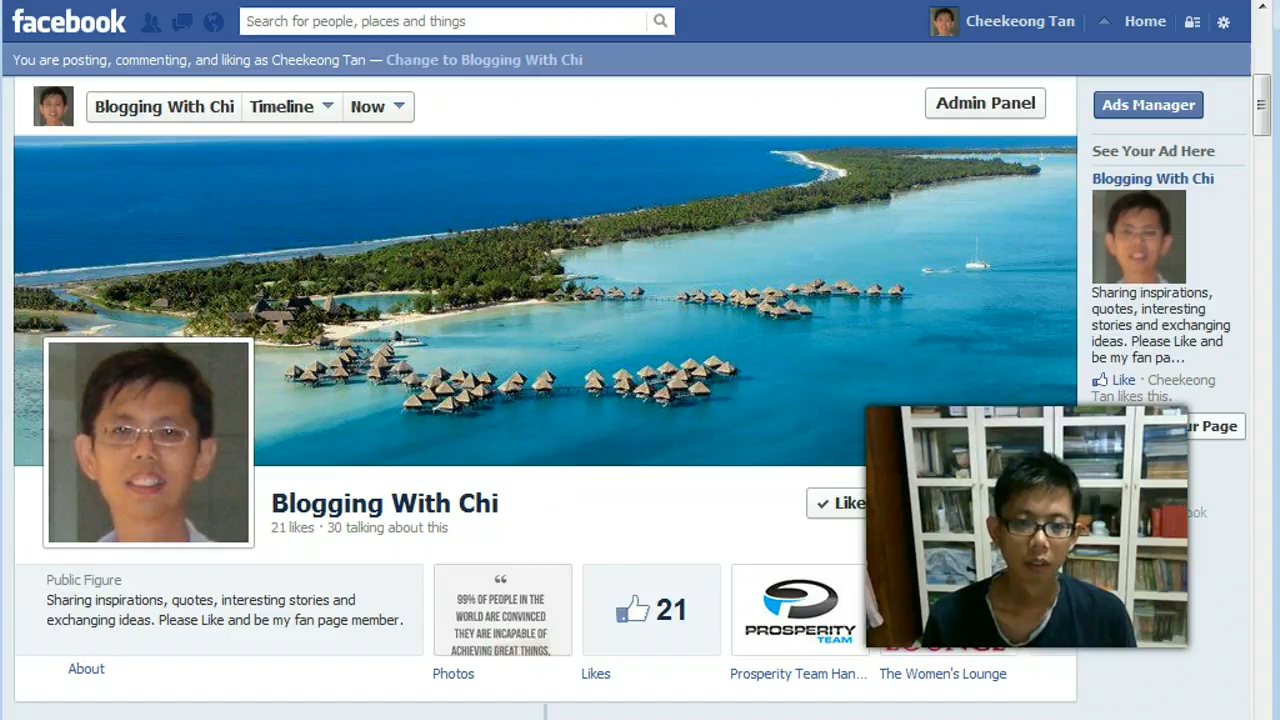 facebook
Search for people, places and things
Cheekeong Tan
Home
You are posting, commenting, and liking as Cheekeong Tan — Change to Blogging With Chi
Blogging With Chi
Timeline
Now
Admin Panel
Ads Manager
See Your Ad Here
Blogging With Chi
Sharing inspirations,
quotes, interesting
stories and exchanging
ideas. Please Like and
be my fan pa...
Like · Cheekeong
Tan likes this.
ur Page
Blogging With Chi
21 likes · 30 talking about this
Like
Public Figure
Sharing inspirations, quotes, interesting stories and
exchanging ideas. Please Like and be my fan page member.
About
“
99% OF PEOPLE IN THE
WORLD ARE CONVINCED
THEY ARE INCAPABLE OF
ACHIEVING GREAT THINGS,
Photos
21
Likes
PROSPERITY
TEAM
Prosperity Team Han...
LOUNGE
The Women's Lounge